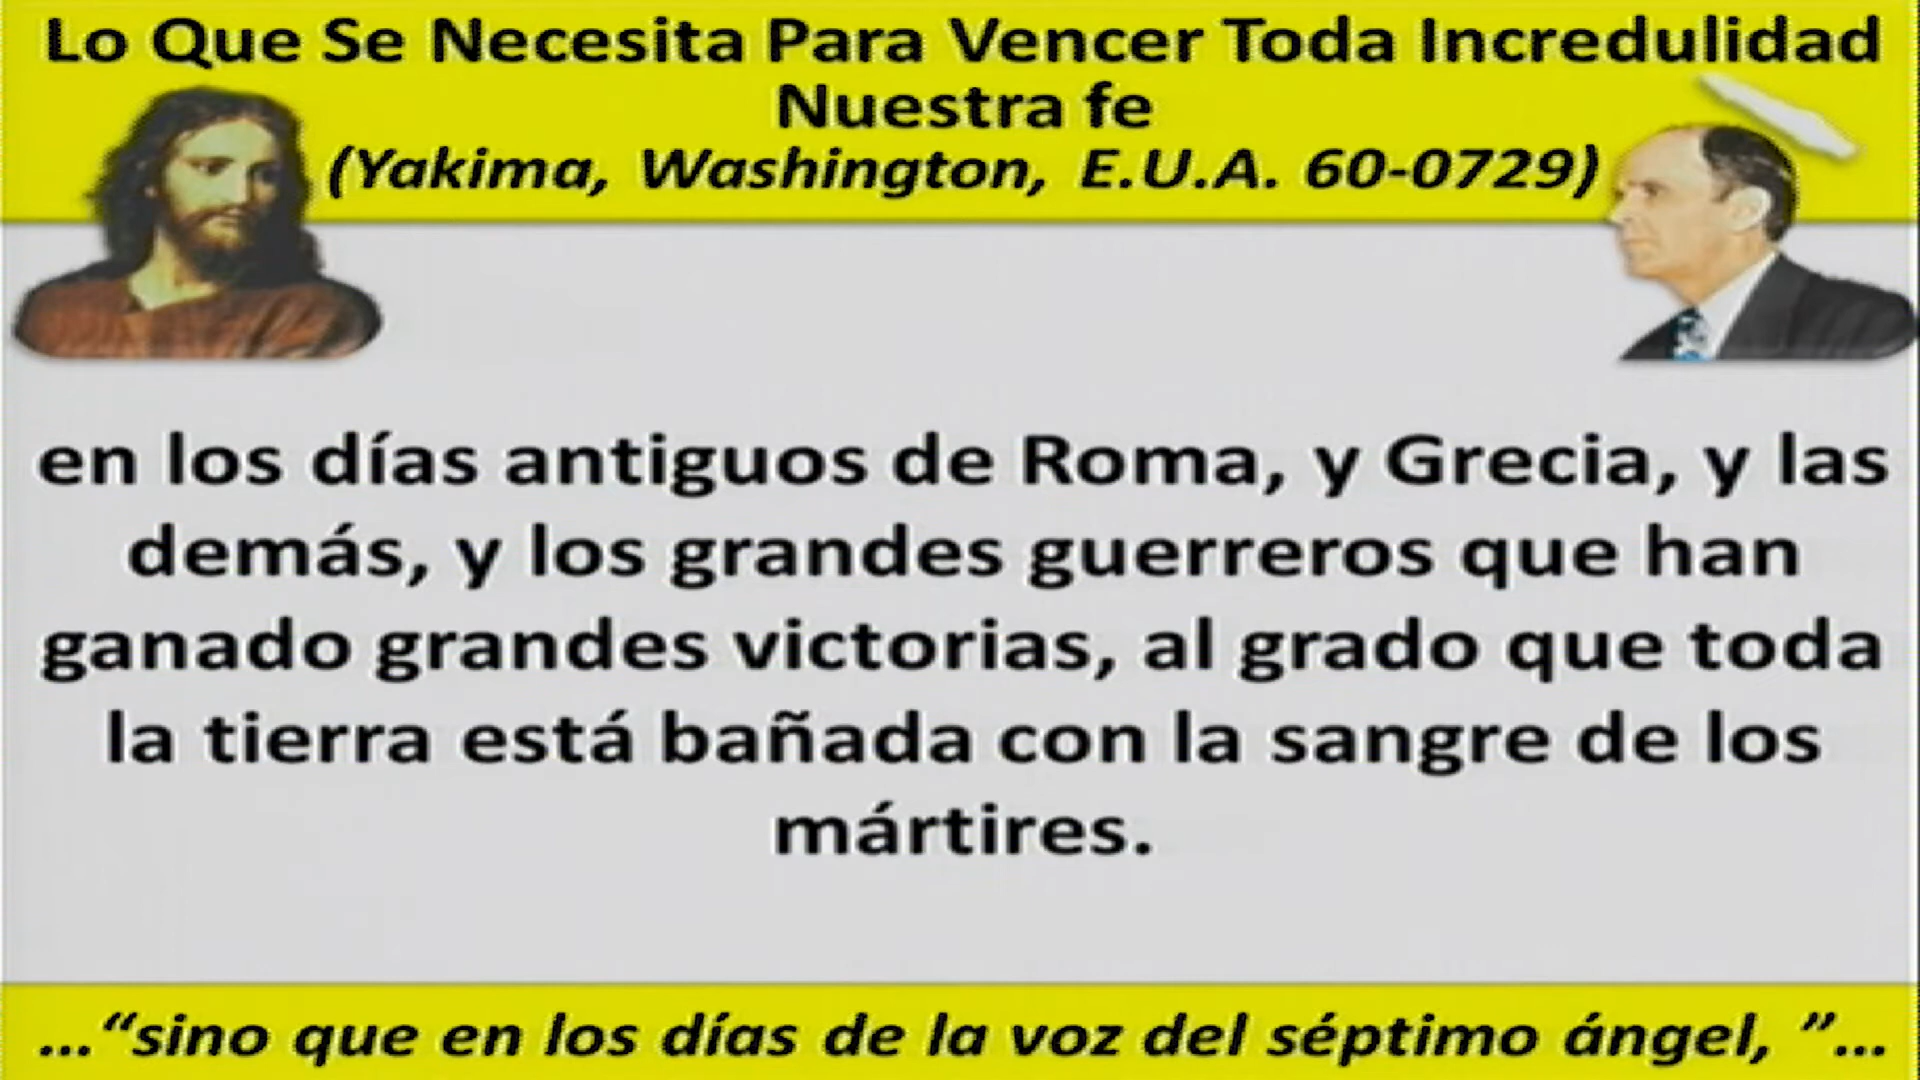 Lo Que Se Necesita Para Vencer Toda Incredulidad
Nuestra fe
(Yakima, Washington, E.U.A. 60-0729)
en los días antiguos de Roma, y Grecia, y las
demás, y los grandes guerreros que han
ganado grandes victorias, al grado que toda
la tierra está bañada con la sangre de los
mártires.
...“sino que en los días de la voz del séptimo ángel, ”...